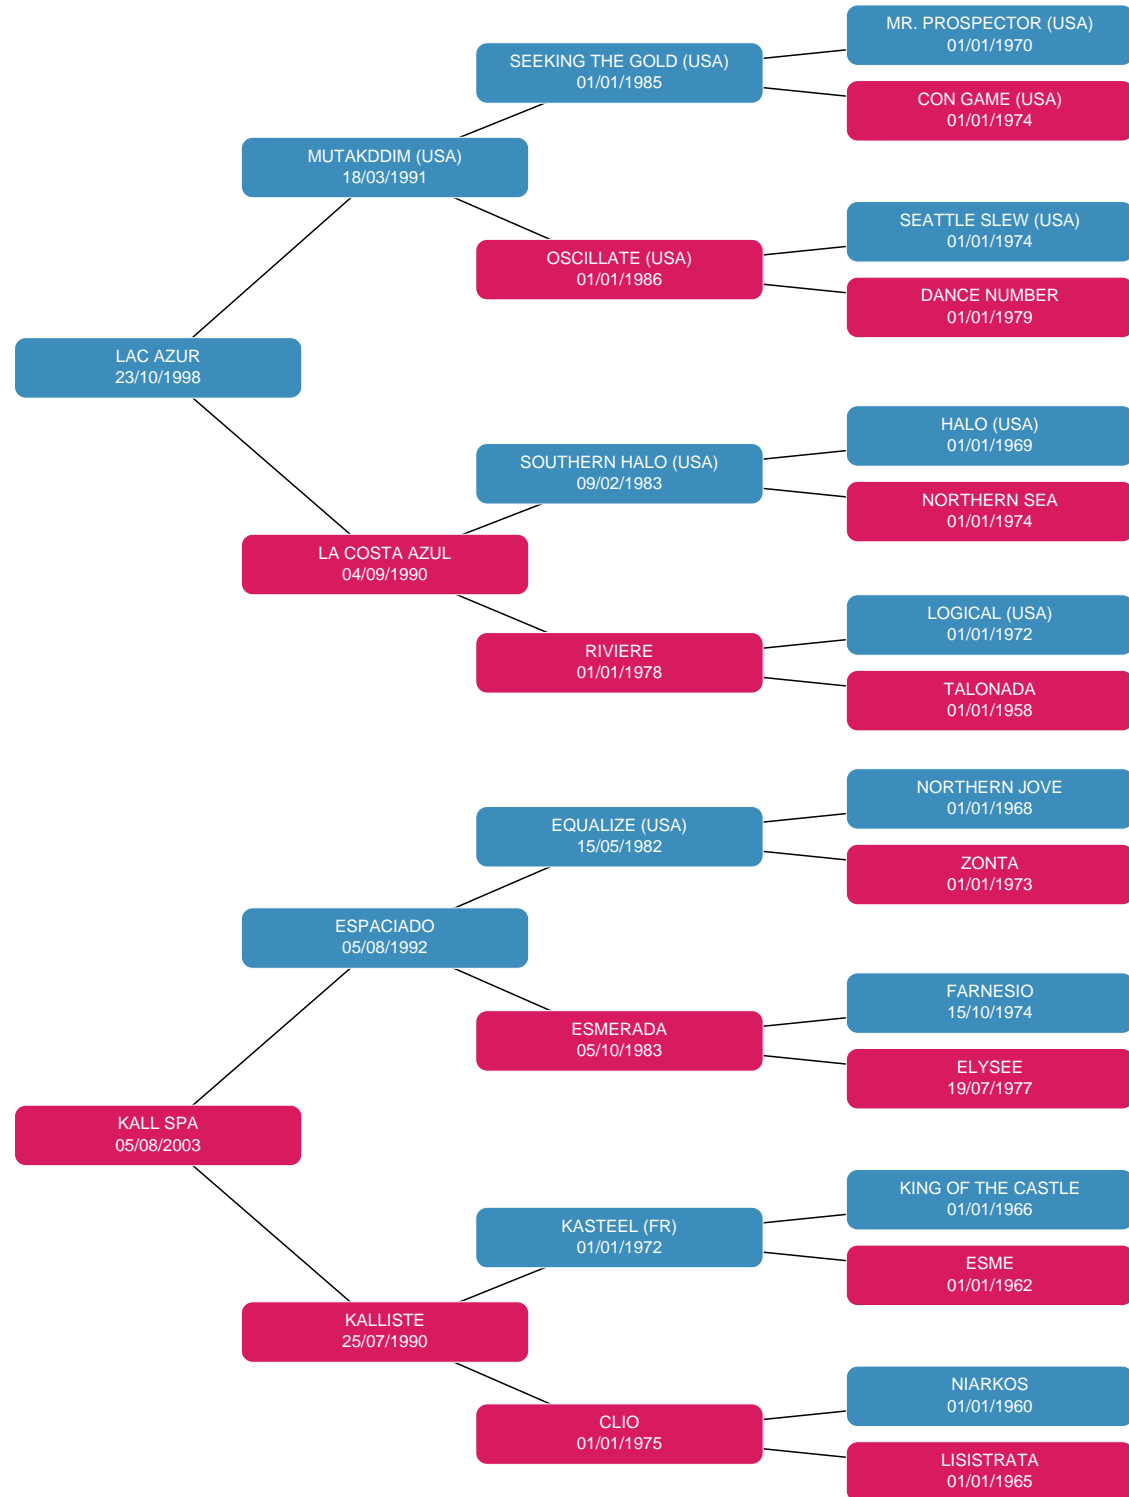 MR. PROSPECTOR (USA)
01/01/1970
SEEKING THE GOLD (USA)
01/01/1985
CON GAME (USA)
01/01/1974
MUTAKDDIM (USA)
18/03/1991
SEATTLE SLEW (USA)
01/01/1974
OSCILLATE (USA)
01/01/1986
DANCE NUMBER
01/01/1979
LAC AZUR
23/10/1998
HALO (USA)
01/01/1969
SOUTHERN HALO (USA)
09/02/1983
NORTHERN SEA
01/01/1974
LA COSTA AZUL
04/09/1990
LOGICAL (USA)
01/01/1972
RIVIERE
01/01/1978
TALONADA
01/01/1958
NORTHERN JOVE
01/01/1968
EQUALIZE (USA)
15/05/1982
ZONTA
01/01/1973
ESPACIADO
05/08/1992
FARNESIO
15/10/1974
ESMERADA
05/10/1983
ELYSEE
19/07/1977
KALL SPA
05/08/2003
KING OF THE CASTLE
01/01/1966
KASTEEL (FR)
01/01/1972
ESME
01/01/1962
KALLISTE
25/07/1990
NIARKOS
01/01/1960
CLIO
01/01/1975
LISISTRATA
01/01/1965